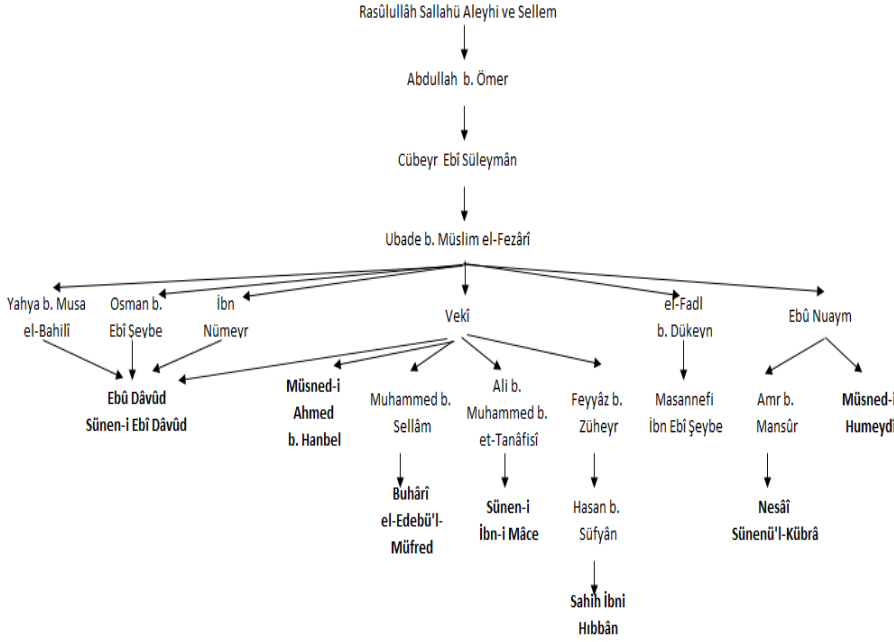 Rasûlullâh Sallahü Aleyhi ve Sellem
Abdullah b. Ömer
Cübeyr Ebî Süleymân
Ubade b. Müslim el-Fezârî
Yahya b. Musa
el-Bahilî
Osman b.
Ebî Şeybe
İbn
Nümeyr
Vekî
el-Fadl
b. Dükeyn
Ebû Nuaym
Ebû Dâvûd
Sünen-i Ebî Dâvûd
Müsned-i
Ahmed
b. Hanbel
Muhammed b.
Sellâm
Ali b.
Muhammed b.
et-Tanâfisî
Feyyâz b.
Züheyr
Masannefi
İbn Ebî Şeybe
Amr b.
Mansûr
Müsned-i
Humeydî
Buhârî
el-Edebü'l-
Müfred
Sünen-i
İbn-i Mâce
Hasan b.
Süfyân
Nesâî
Sünenü'l-Kübrâ
Sahih İbni
Hıbbân